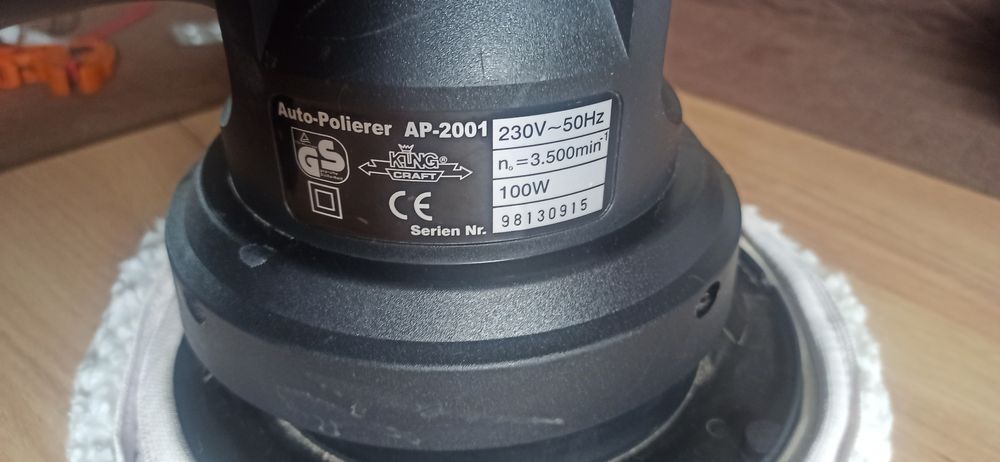 Auto-Polierer AP-2001
230V~50Hz
n₀=3.500min⁻¹
100W
98130915
GS
KING®
CRAFT
CE
Serien Nr.